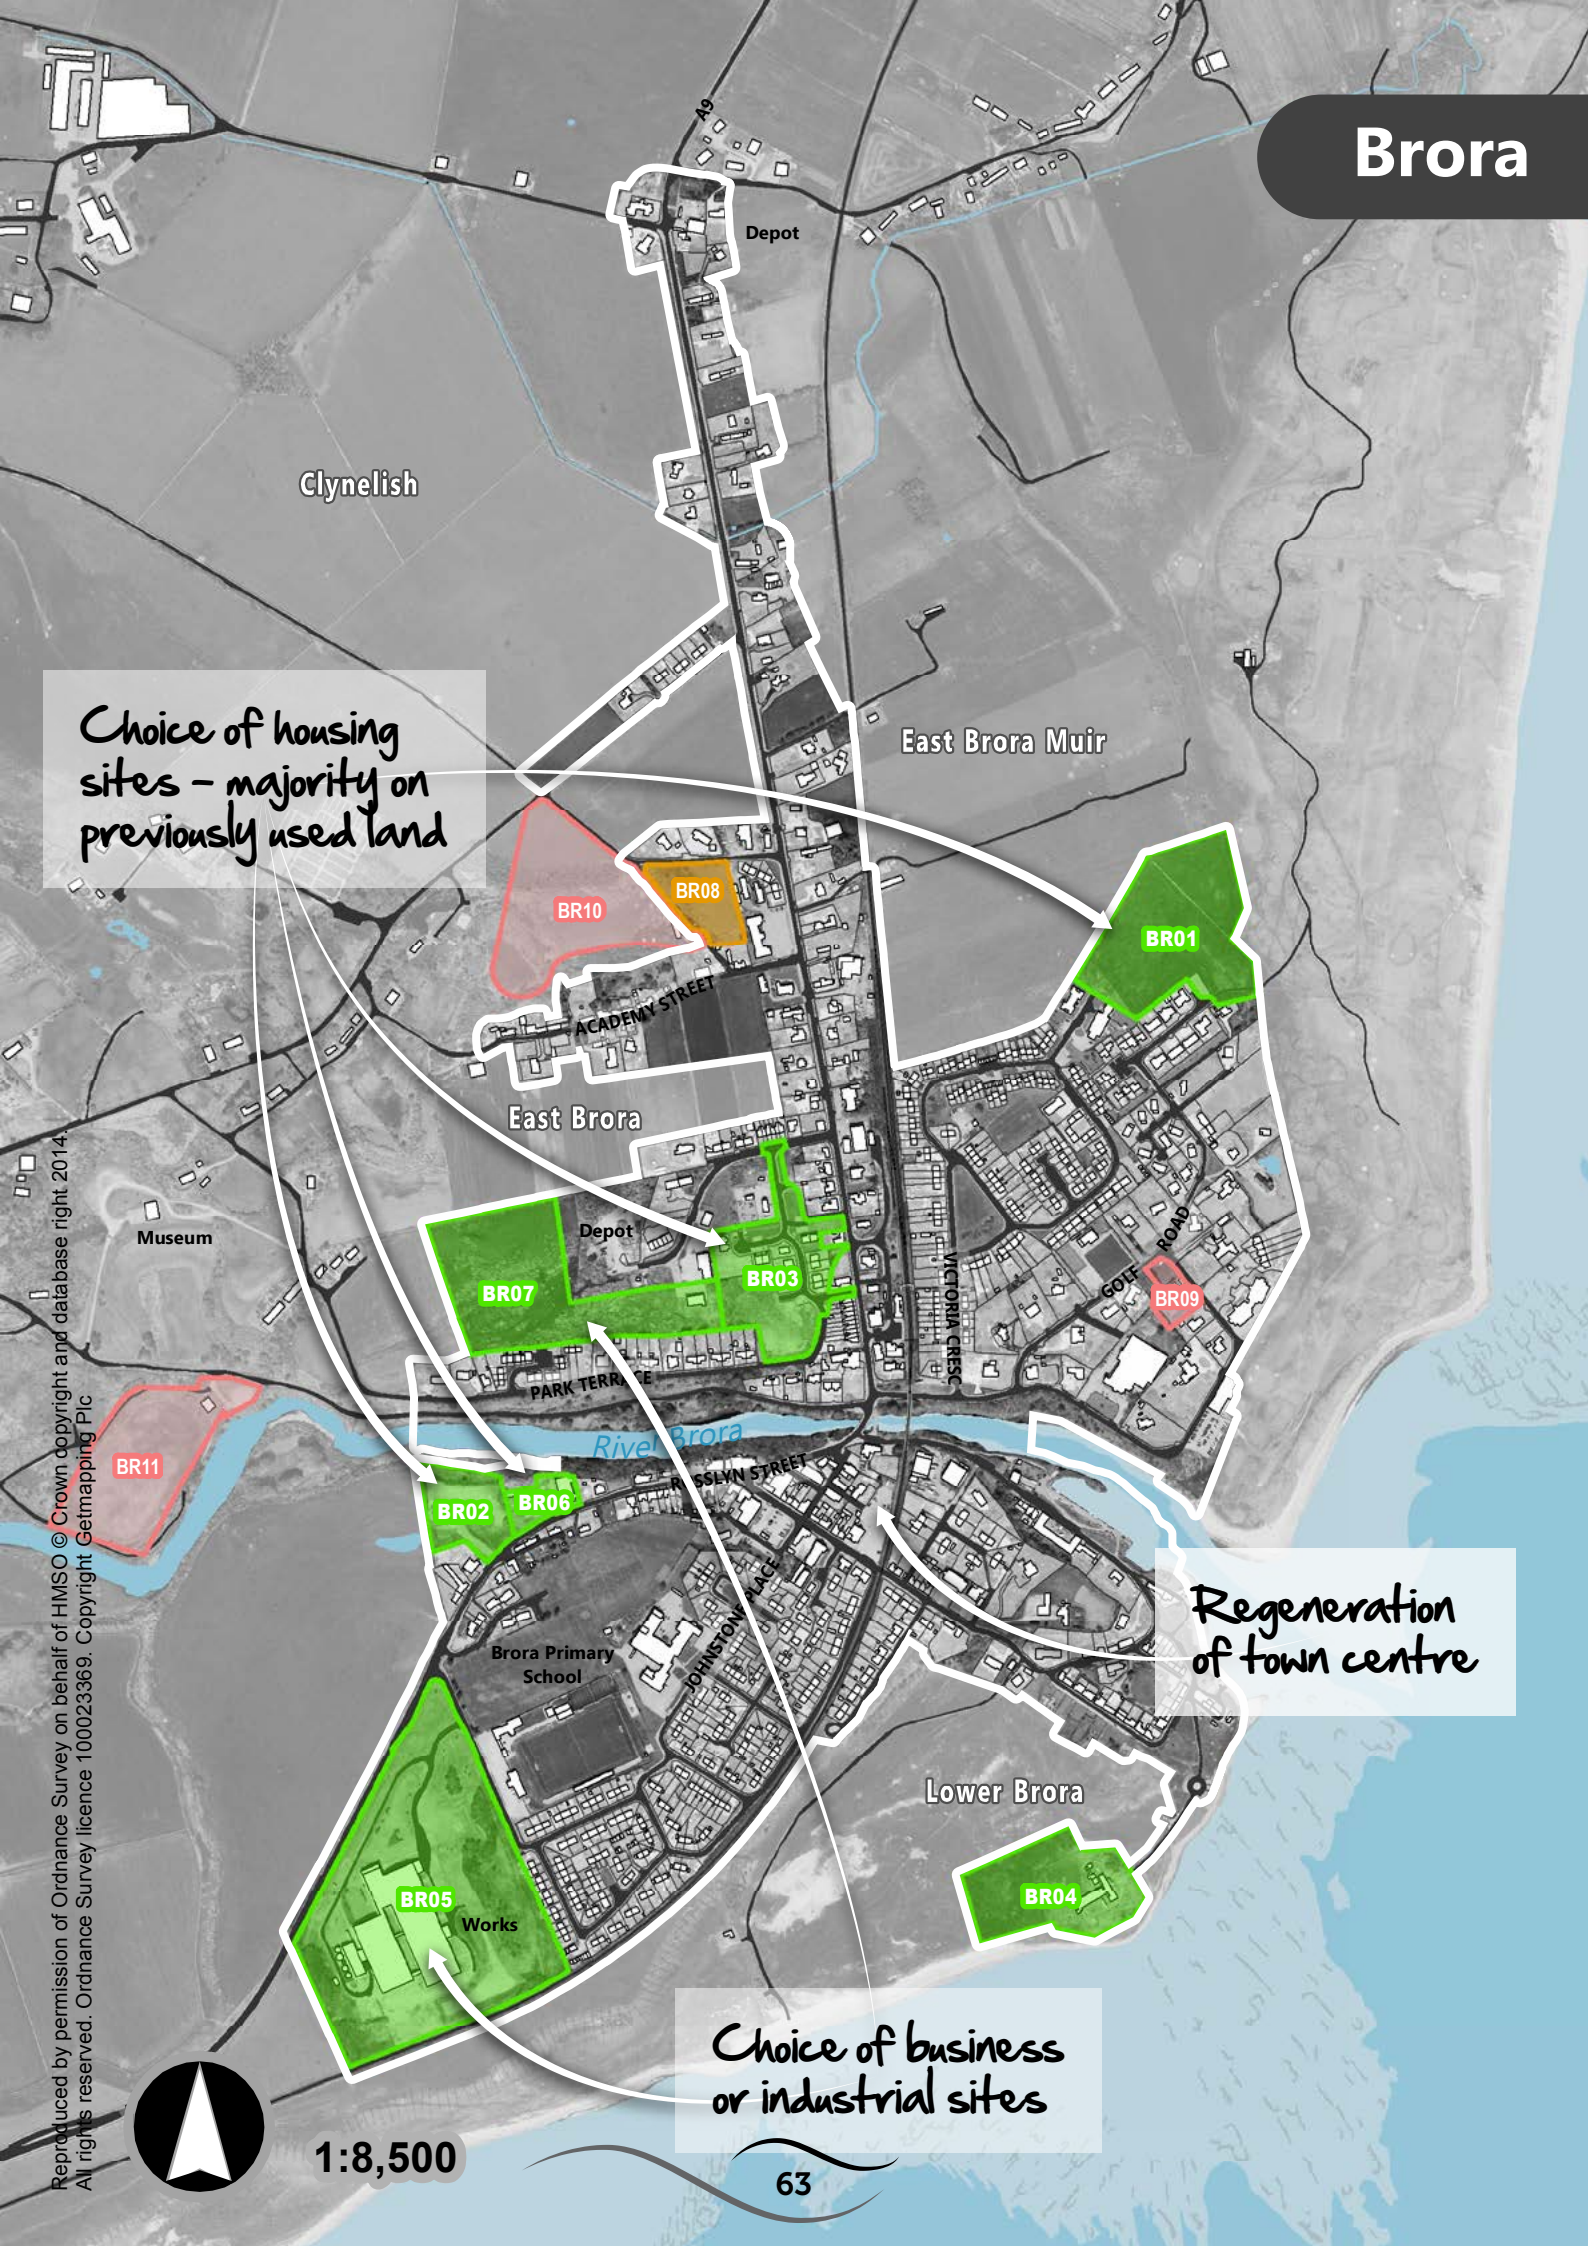 Brora
A9
Depot
Clynelish
Choice of housing
sites – majority on
previously used land
East Brora Muir
BR10
BR08
BR01
ACADEMY STREET
East Brora
Museum
Depot
BR07
BR03
VICTORIA CRESC
GOLF ROAD
BR09
PARK TERRACE
River Brora
BR11
BR02
BR06
ROSSLYN STREET
Regeneration
of town centre
JOHNSTONE PLACE
Brora Primary
School
Lower Brora
BR05
Works
BR04
Choice of business
or industrial sites
Reproduced by permission of Ordnance Survey on behalf of HMSO © Crown copyright and database right 2014.
All rights reserved. Ordnance Survey licence 100023369. Copyright Getmapping Plc
1:8,500
63